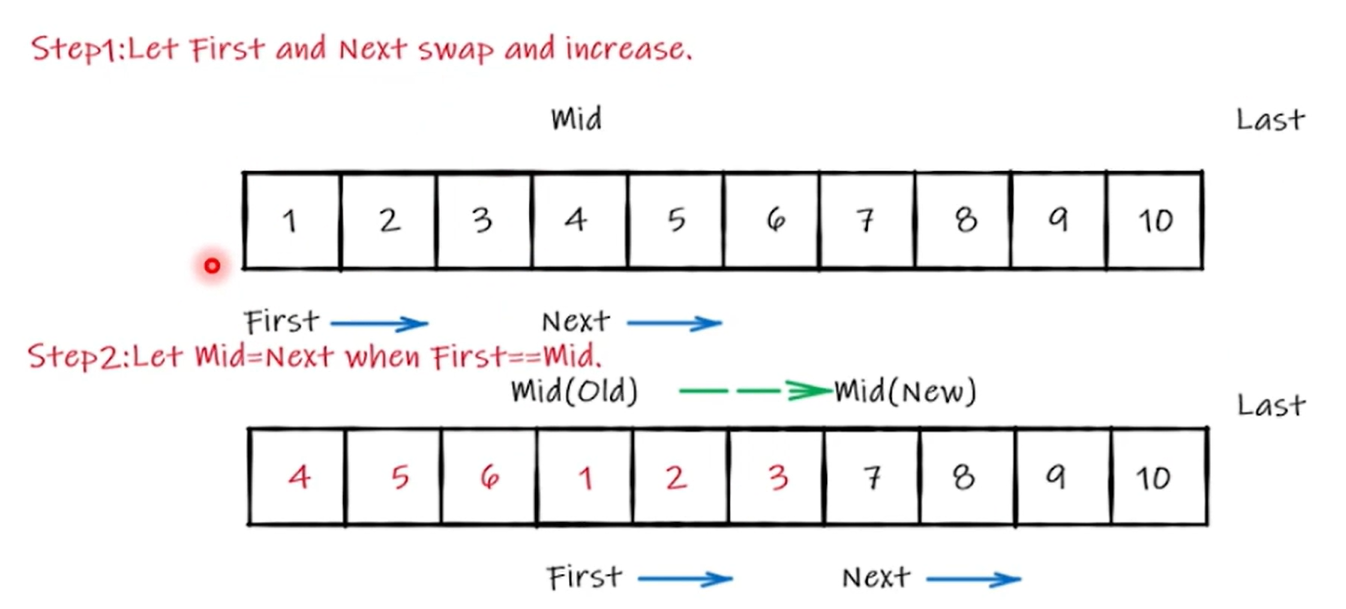 Step1:Let First and Next swap and increase.
Mid Last
1 2 3 4 5 6 7 8 9 10
First Next
Step2:Let Mid=Next when First==Mid.
Mid(Old) Mid(New) Last
4 5 6 1 2 3 7 8 9 10
First Next